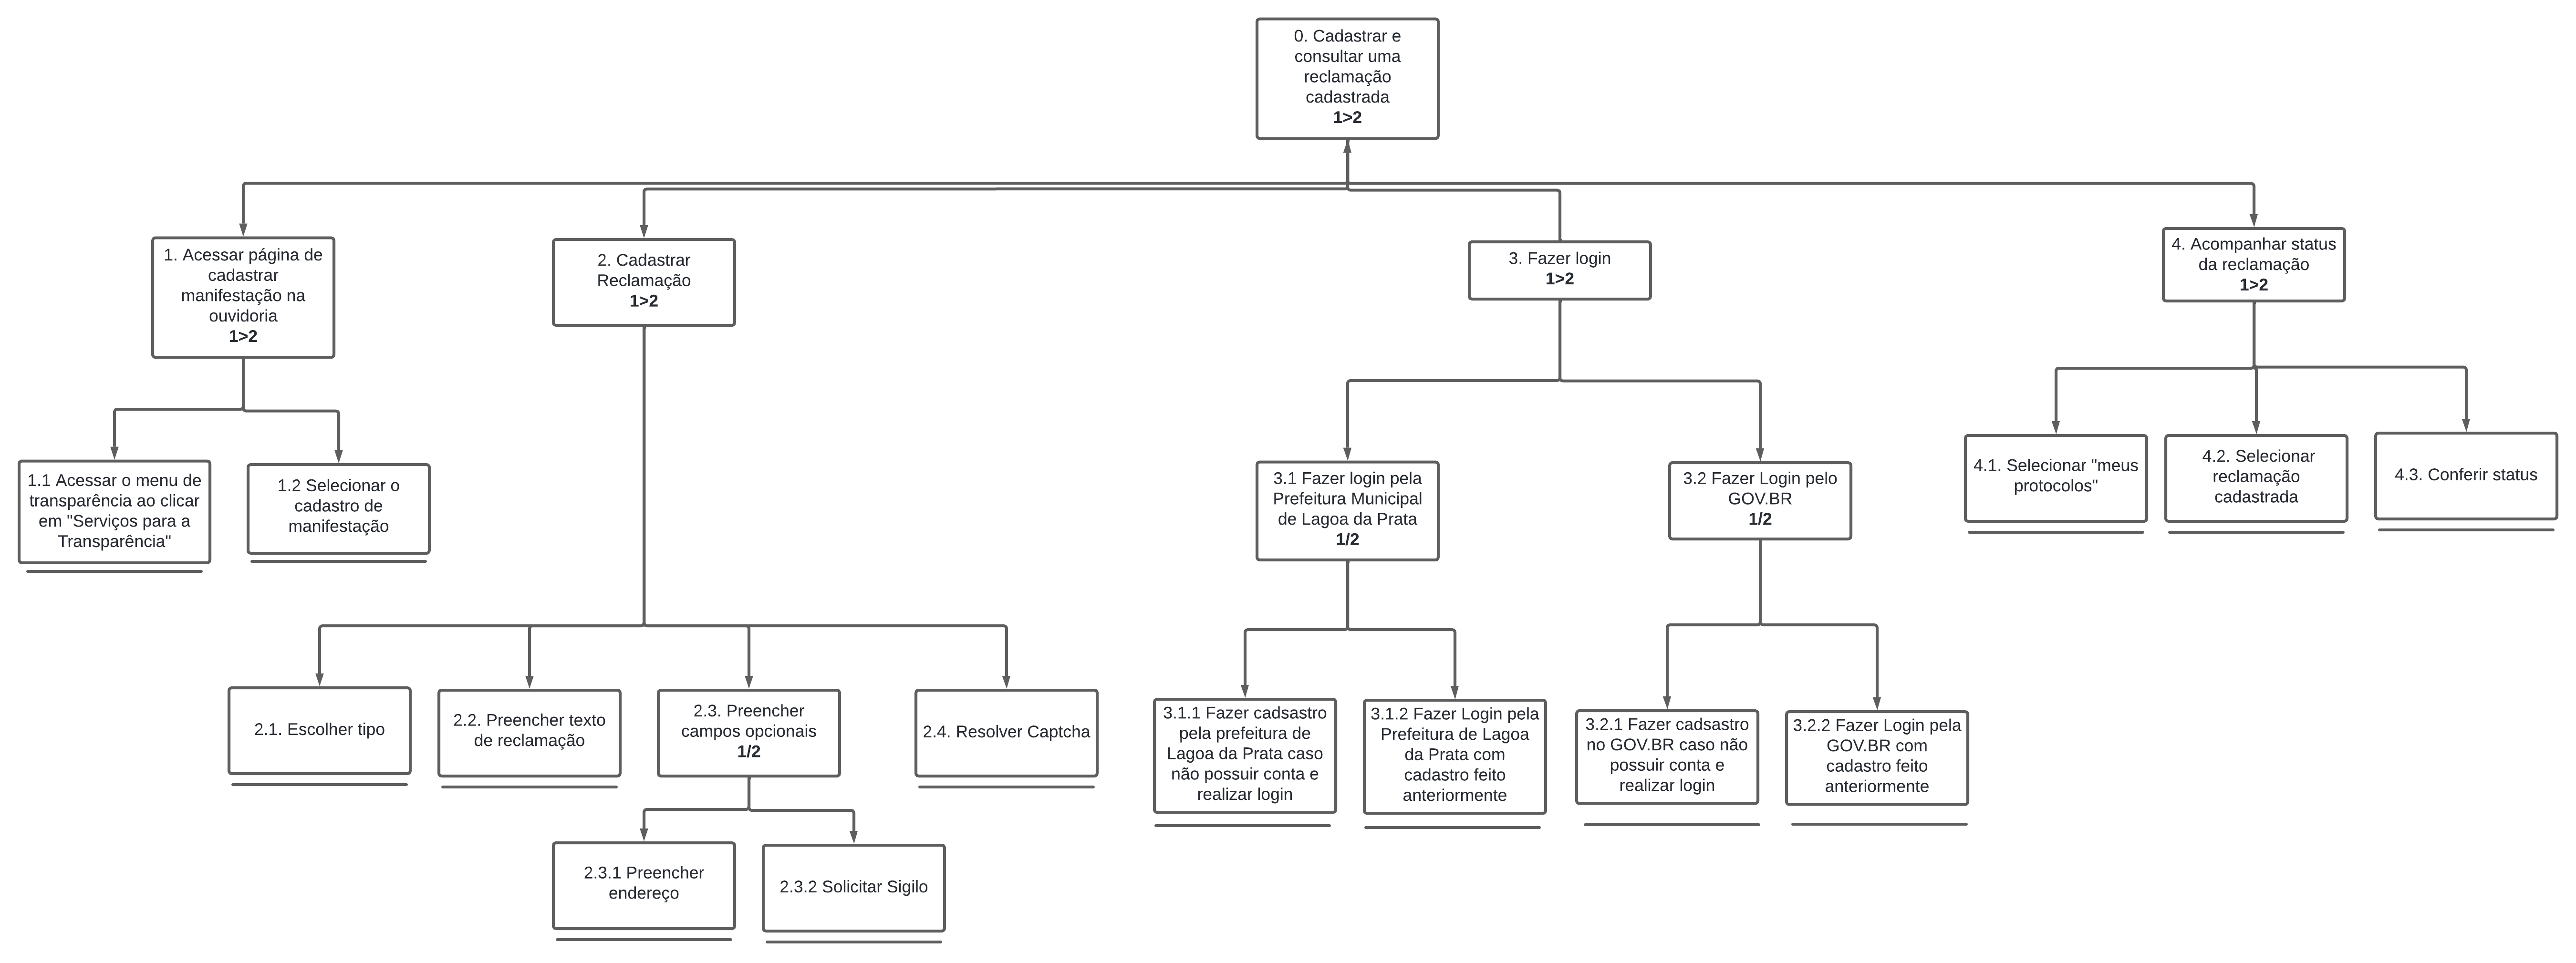 0. Cadastrar e
consultar uma
reclamação
cadastrada
1>2
1. Acessar página de
cadastrar
manifestação na
ouvidoria
1>2
2. Cadastrar
Reclamação
1>2
3. Fazer login
1>2
4. Acompanhar status
da reclamação
1>2
1.1 Acessar o menu de
transparência ao clicar
em "Serviços para a
Transparência"
1.2 Selecionar o
cadastro de
manifestação
3.1 Fazer login pela
Prefeitura Municipal
de Lagoa da Prata
1/2
3.2 Fazer Login pelo
GOV.BR
1/2
4.1. Selecionar "meus
protocolos"
4.2. Selecionar
reclamação
cadastrada
4.3. Conferir status
2.1. Escolher tipo
2.2. Preencher texto
de reclamação
2.3. Preencher
campos opcionais
1/2
2.4. Resolver Captcha
3.1.1 Fazer cadsastro
pela prefeitura de
Lagoa da Prata caso
não possuir conta e
realizar login
3.1.2 Fazer Login pela
Prefeitura de Lagoa
da Prata com
cadastro feito
anteriormente
3.2.1 Fazer cadsastro
no GOV.BR caso não
possuir conta e
realizar login
3.2.2 Fazer Login pela
GOV.BR com
cadastro feito
anteriormente
2.3.1 Preencher
endereço
2.3.2 Solicitar Sigilo